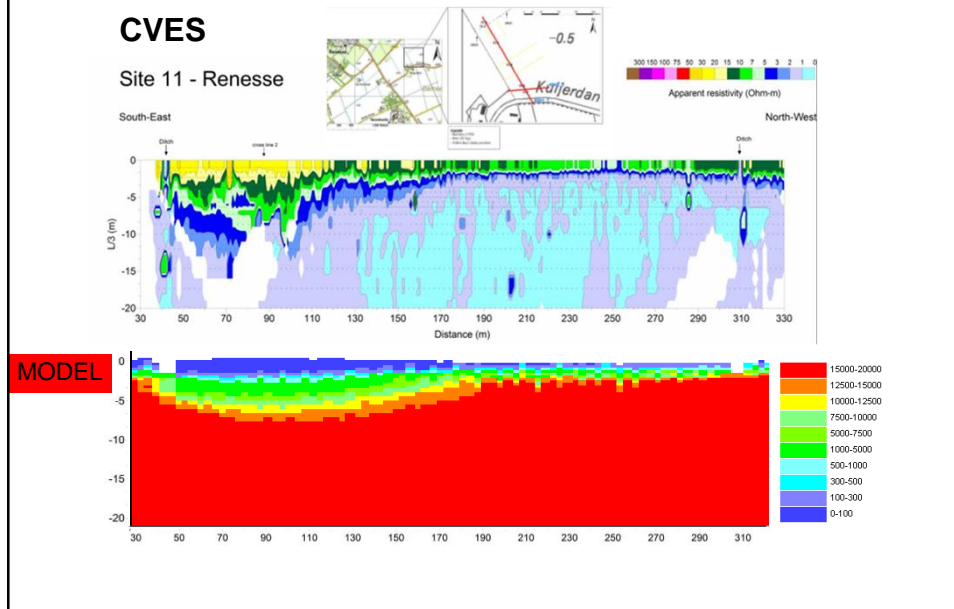 CVES
Site 11 - Renesse
-0.5
Kuijerdan
300 150 100 75 50 30 20 15 10 7 5 3 2 1 0
Apparent resistivity (Ohm-m)
South-East
North-West
Ditch
cross line 2
Ditch
0
-5
-10
-15
-20
L/3 (m)
30 50 70 90 110 130 150 170 190 210 230 250 270 290 310 330
Distance (m)
MODEL
0
-5
-10
-15
-20
30 50 70 90 110 130 150 170 190 210 230 250 270 290 310
15000-20000
12500-15000
10000-12500
7500-10000
5000-7500
1000-5000
500-1000
300-500
100-300
0-100